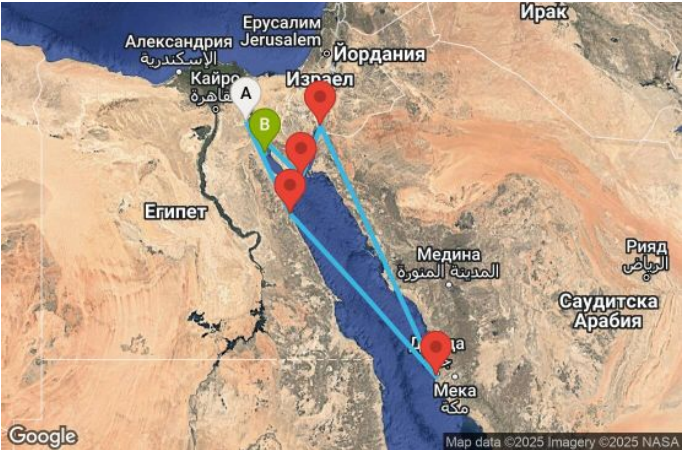 Ирак
Ерусалим
Jerusalem
Александрия
الإسكندرية
Йордания
Кайро
Израел
A
B
Египет
Медина
المدينة المنورة
Рияд
الرياض
Саудитска
Арабия
Мека
مكة
Google
Map data ©2025 Imagery ©2025 NASA